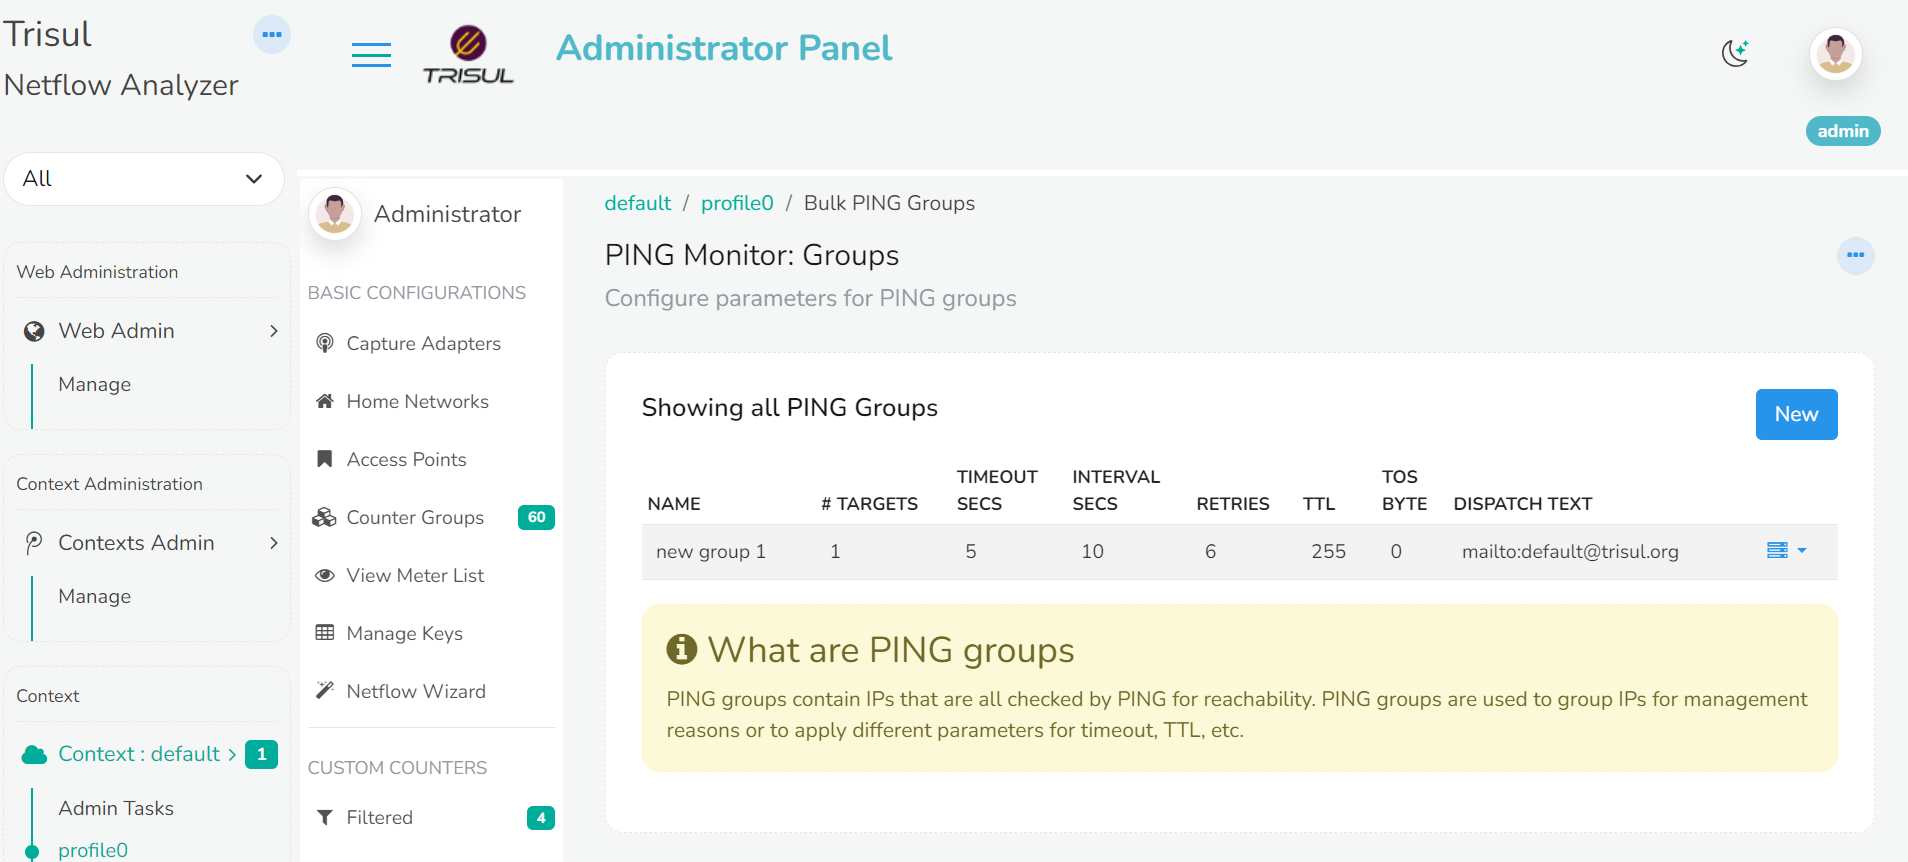 Trisul
Netflow Analyzer
TRISUL
Administrator Panel
admin
All
Web Administration
Web Admin
Manage
Context Administration
Contexts Admin
Manage
Context
Context : default 1
Admin Tasks
profile0
Administrator
BASIC CONFIGURATIONS
Capture Adapters
Home Networks
Access Points
Counter Groups 60
View Meter List
Manage Keys
Netflow Wizard
CUSTOM COUNTERS
Filtered 4
default / profile0 / Bulk PING Groups
PING Monitor: Groups
Configure parameters for PING groups
Showing all PING Groups
New
NAME # TARGETS TIMEOUT SECS INTERVAL SECS RETRIES TTL TOS BYTE DISPATCH TEXT
new group 1 1 5 10 6 255 0 mailto:default@trisul.org
What are PING groups
PING groups contain IPs that are all checked by PING for reachability. PING groups are used to group IPs for management
reasons or to apply different parameters for timeout, TTL, etc.